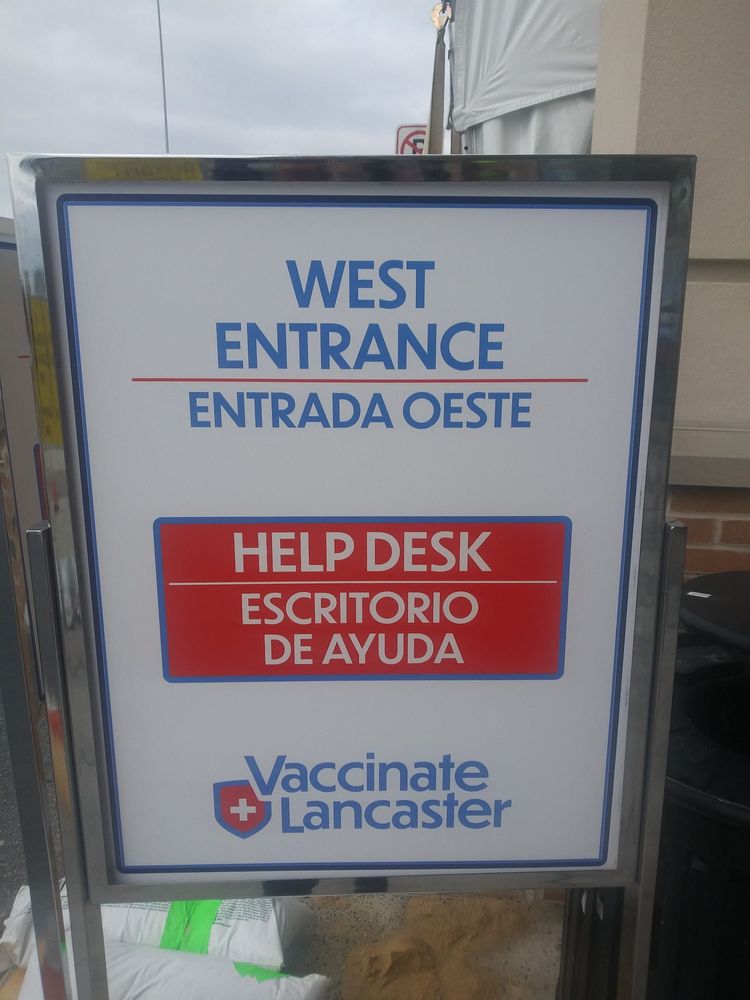 WEST
ENTRANCE
ENTRADA OESTE
HELP DESK
ESCRITORIO
DE AYUDA
Vaccinate
Lancaster